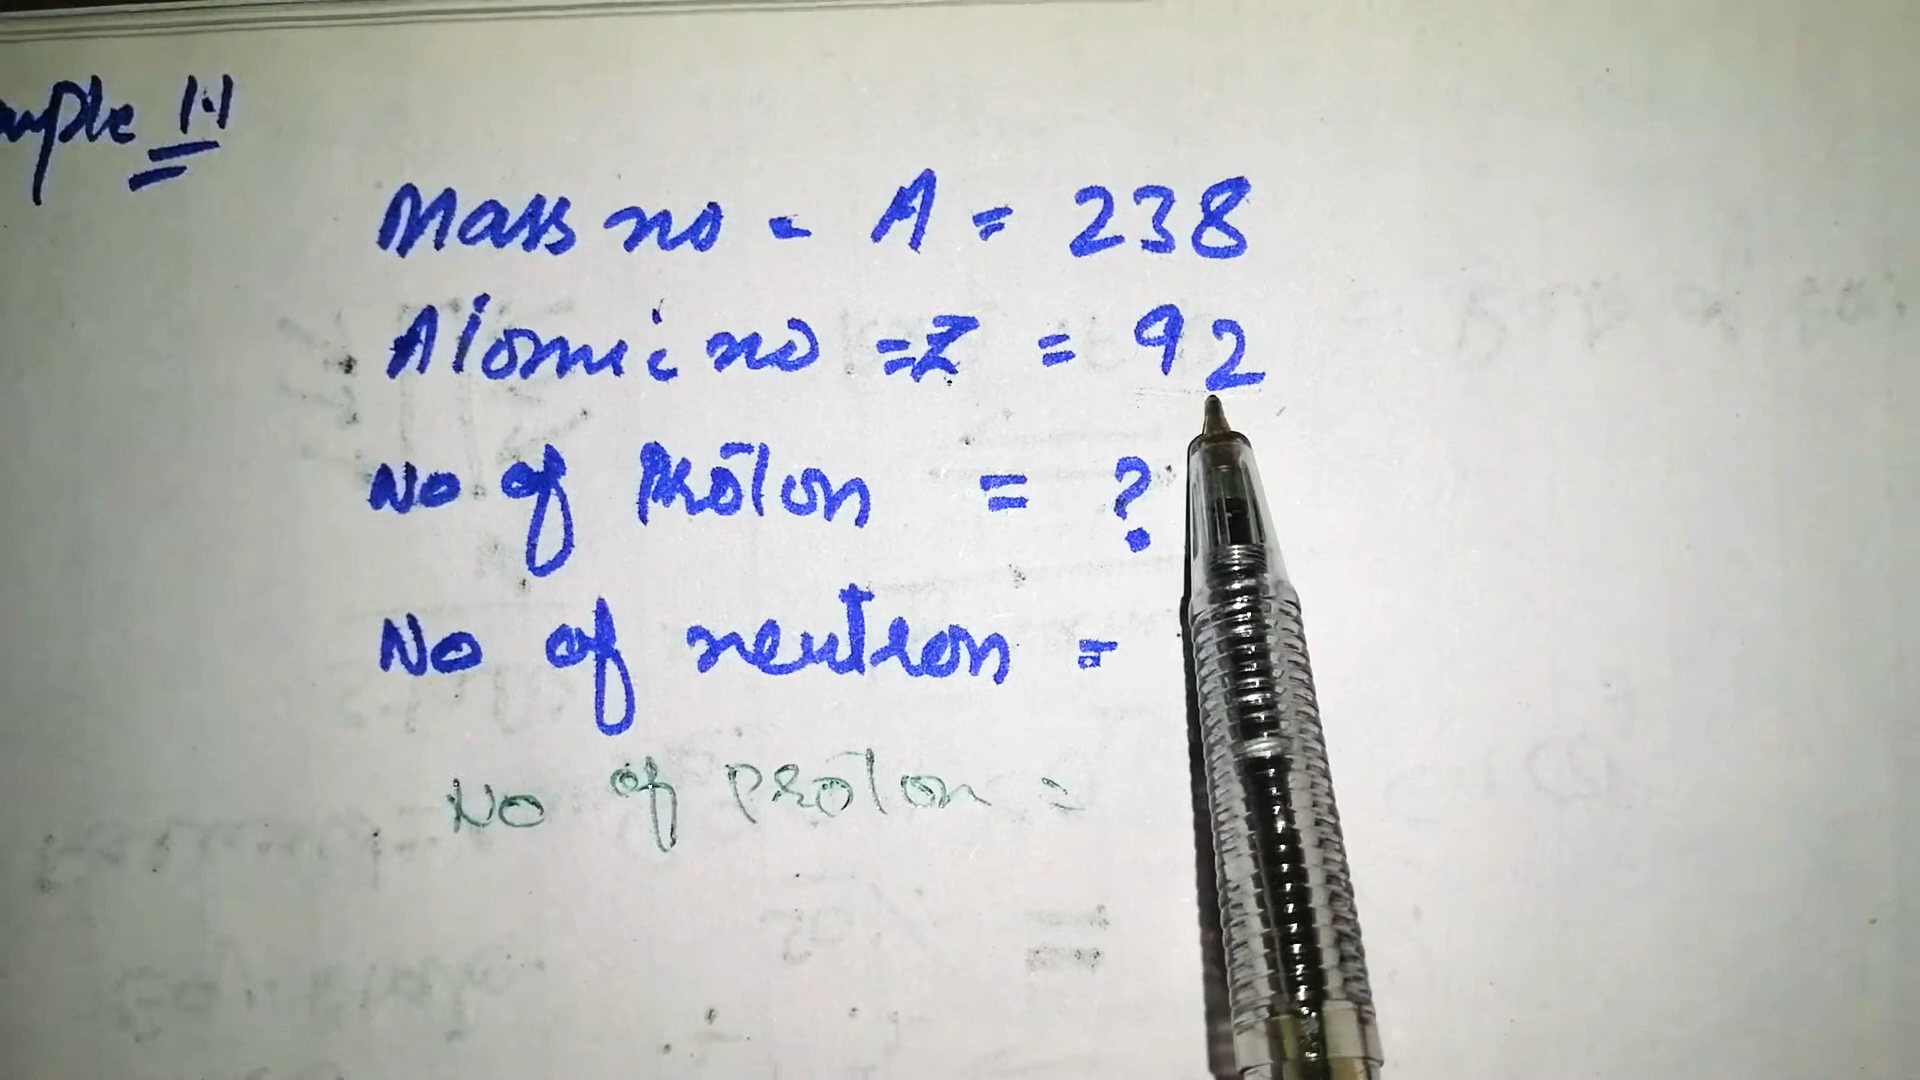 mple 1.1
Mass no - A = 238
Atomic no = Z = 92
No of Proton = ?
No of neutron =
No of Proton =